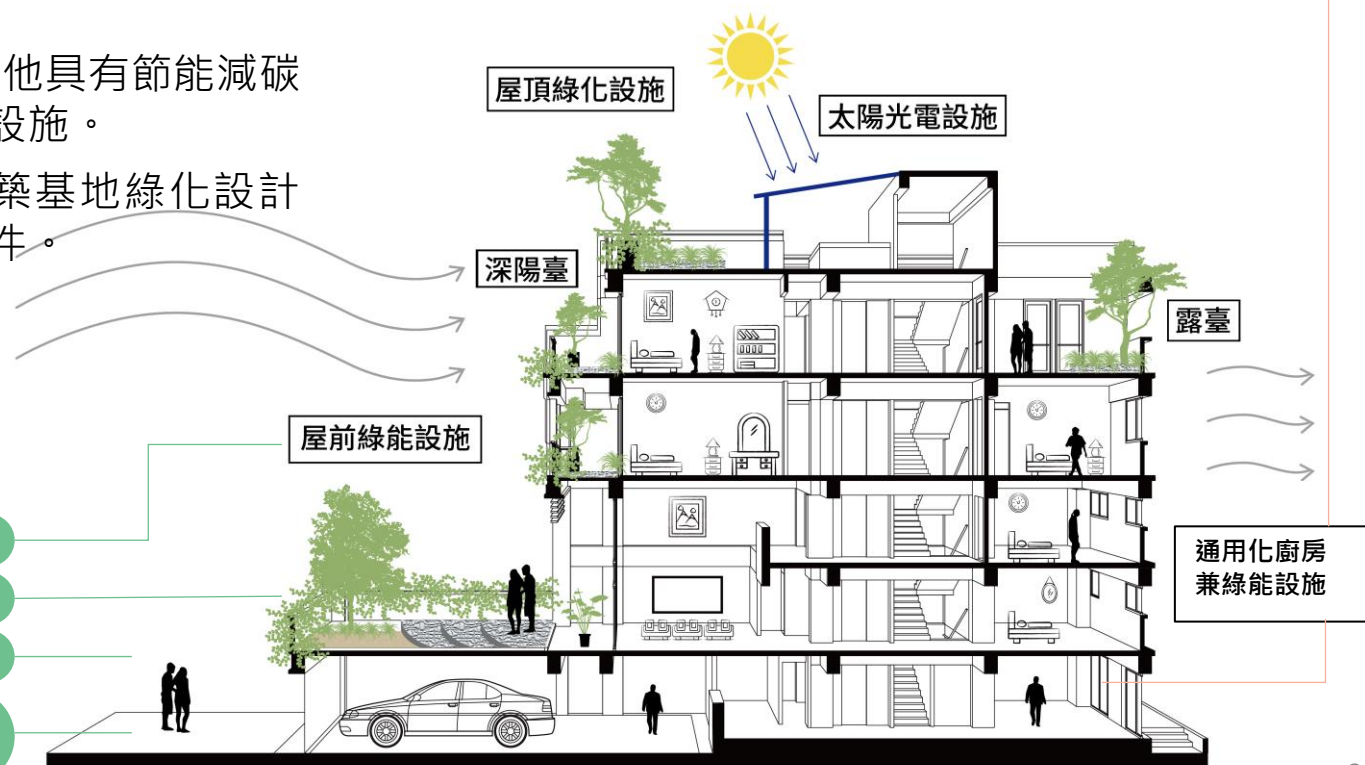 他具有節能減碳
設施。
築基地綠化設計
件。
屋頂綠化設施
太陽光電設施
深陽臺
露臺
屋前綠能設施
通用化廚房
兼綠能設施